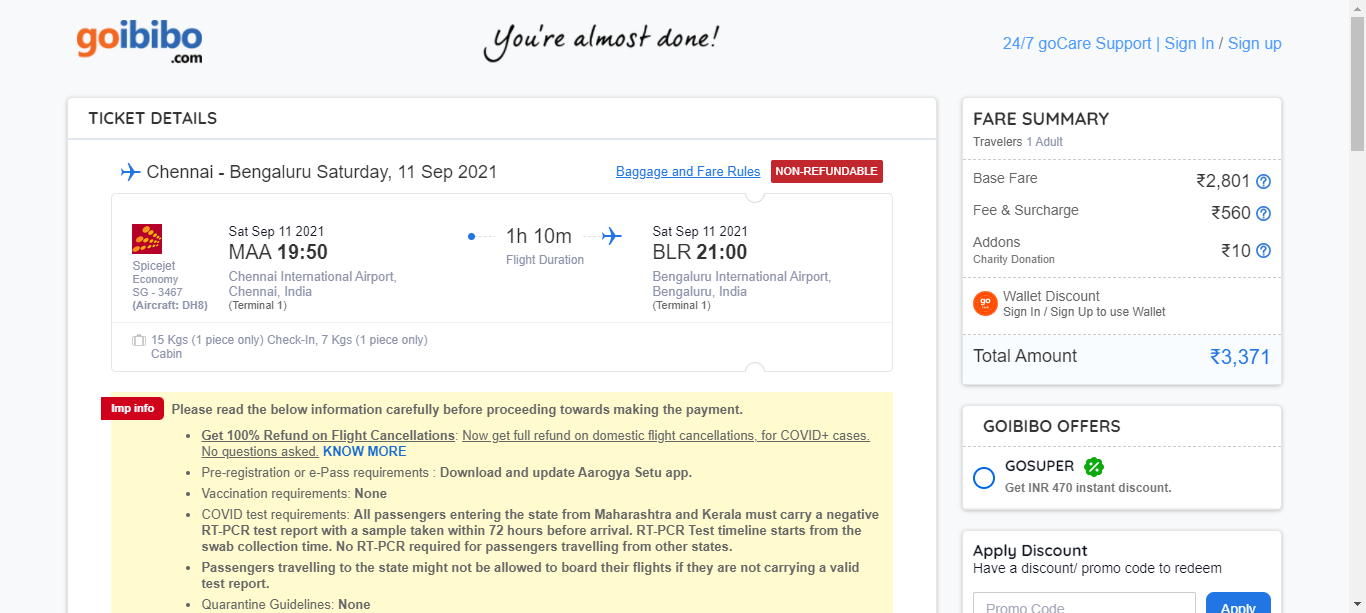 goibibo
.com
You're almost done!
24/7 goCare Support | Sign In / Sign up
TICKET DETAILS
Chennai - Bengaluru Saturday, 11 Sep 2021
Baggage and Fare Rules
NON-REFUNDABLE
Spicejet
Economy
SG - 3467
(Aircraft: DH8)
Sat Sep 11 2021
MAA 19:50
Chennai International Airport,
Chennai, India
(Terminal 1)
1h 10m
Flight Duration
Sat Sep 11 2021
BLR 21:00
Bengaluru International Airport,
Bengaluru, India
(Terminal 1)
15 Kgs (1 piece only) Check-In, 7 Kgs (1 piece only)
Cabin
Imp info
Please read the below information carefully before proceeding towards making the payment.
• Get 100% Refund on Flight Cancellations: Now get full refund on domestic flight cancellations, for COVID+ cases.
No questions asked. KNOW MORE
• Pre-registration or e-Pass requirements : Download and update Aarogya Setu app.
• Vaccination requirements: None
• COVID test requirements: All passengers entering the state from Maharashtra and Kerala must carry a negative
RT-PCR test report with a sample taken within 72 hours before arrival. RT-PCR Test timeline starts from the
swab collection time. No RT-PCR required for passengers travelling from other states.
• Passengers travelling to the state might not be allowed to board their flights if they are not carrying a valid
test report.
• Quarantine Guidelines: None
FARE SUMMARY
Travelers 1 Adult
Base Fare ₹2,801 ?
Fee & Surcharge ₹560 ?
Addons
Charity Donation
₹10 ?
go
Wallet Discount
Sign In / Sign Up to use Wallet
Total Amount ₹3,371
GOIBIBO OFFERS
GOSUPER %
Get INR 470 instant discount.
Apply Discount
Have a discount/ promo code to redeem
Promo Code
Apply